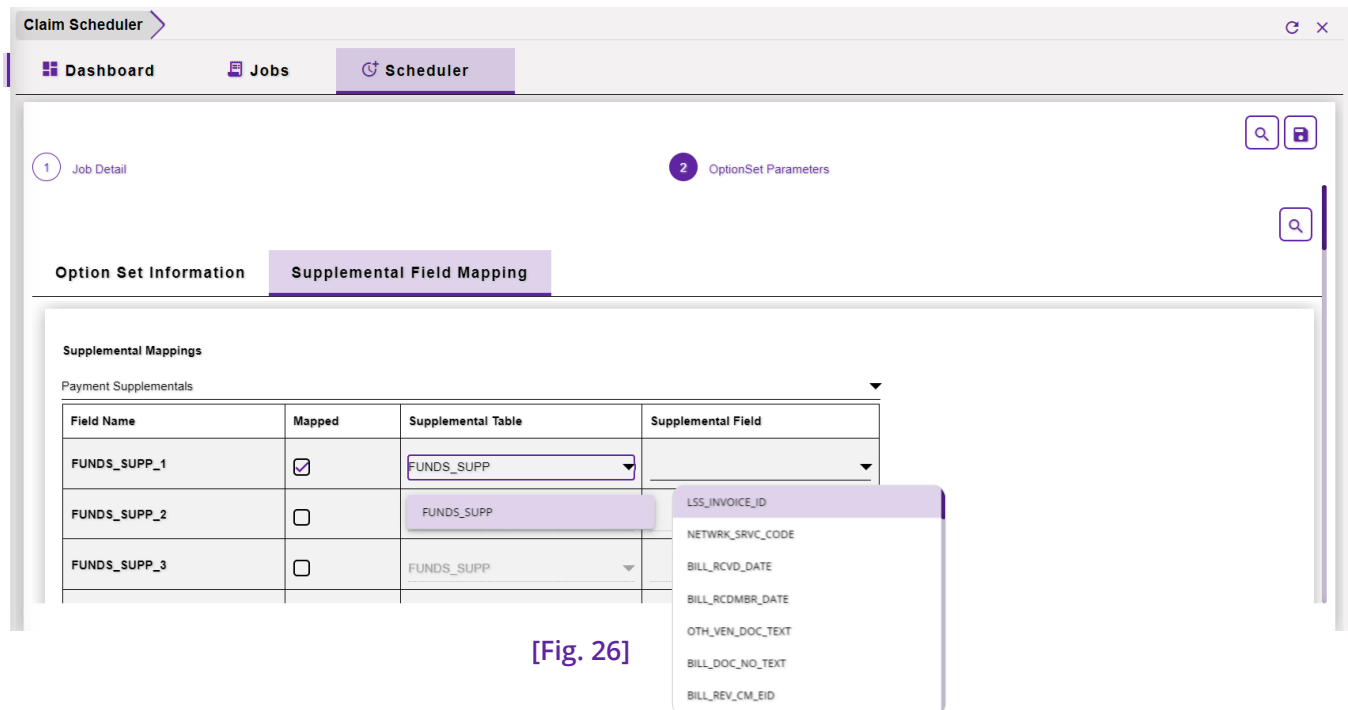 Claim Scheduler
Dashboard Jobs Scheduler
1 Job Detail 2 OptionSet Parameters
Option Set Information Supplemental Field Mapping
Supplemental Mappings
Payment Supplementals
Field Name Mapped Supplemental Table Supplemental Field
FUNDS_SUPP_1 FUNDS_SUPP
FUNDS_SUPP_2 FUNDS_SUPP LSS_INVOICE_ID
NETWRK_SRVC_CODE
FUNDS_SUPP_3 FUNDS_SUPP BILL_RCVD_DATE
BILL_RCDMBR_DATE
OTH_VEN_DOC_TEXT
[Fig. 26]
BILL_DOC_NO_TEXT
BILL_REV_CM_EID